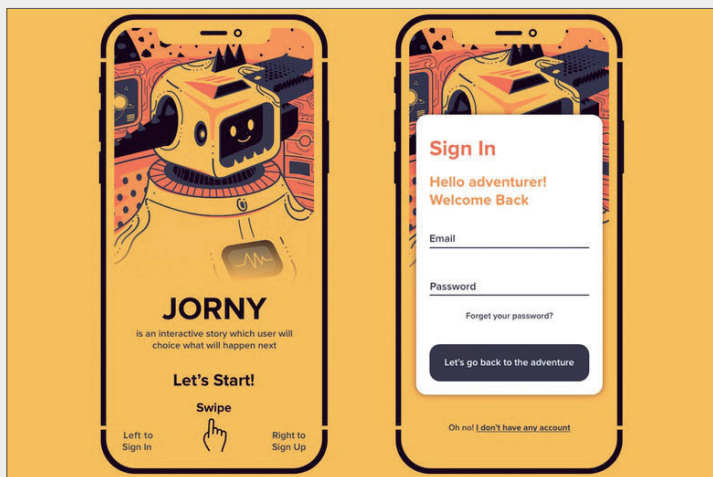 JORNY
is an interactive story which user will
choice what will happen next
Let's Start!
Swipe
Left to
Sign In
Right to
Sign Up
Sign In
Hello adventurer!
Welcome Back
Email
Password
Forget your password?
Let's go back to the adventure
Oh no! I don't have any account